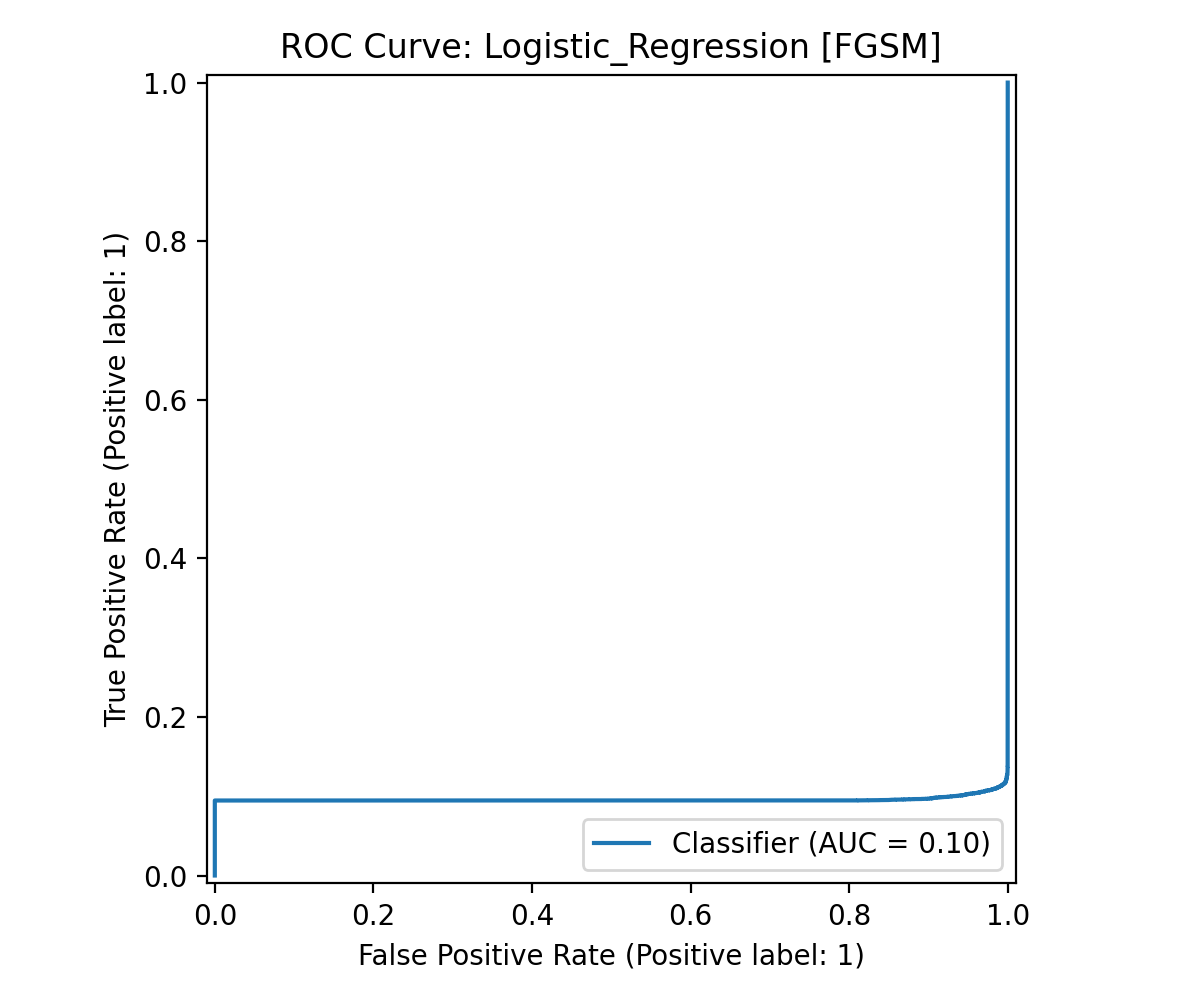 ROC Curve: Logistic_Regression [FGSM]
True Positive Rate (Positive label: 1)
1.0
0.8
0.6
0.4
0.2
0.0
Classifier (AUC = 0.10)
0.0 0.2 0.4 0.6 0.8 1.0
False Positive Rate (Positive label: 1)